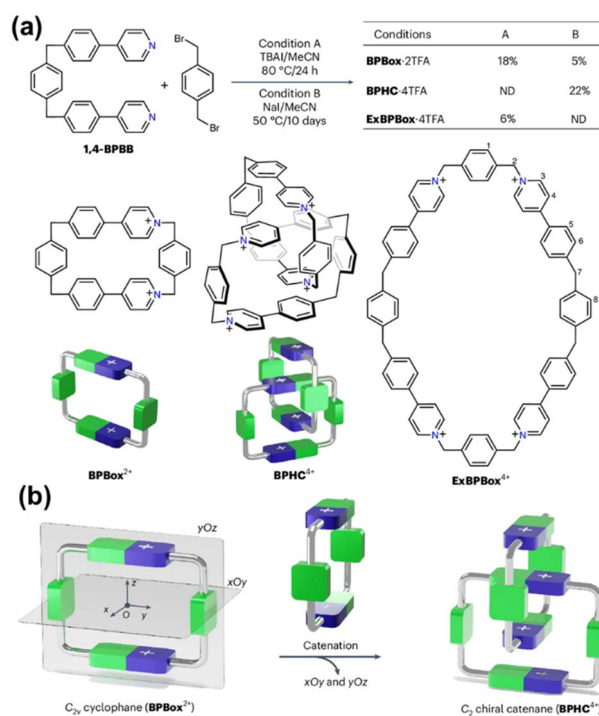 (a)
Br
N
Condition A
TBAI/MeCN
80 °C/24 h
Condition B
NaI/MeCN
50 °C/10 days
+
N
Br
1,4-BPBB
Conditions A B
BPBox·2TFA 18% 5%
BPHC·4TFA ND 22%
ExBPBox·4TFA 6% ND
1
2
3
4
5
6
7
8
N+
N+
N+
N+
N+
N+
N+
N+
N+
N+
+
+
+
+
+
+
BPBox2+
BPHC4+
ExBPBox4+
(b)
yOz
xOy
z
x
O
y
+
+
+
+
Catenation
xOy and yOz
C2v cyclophane (BPBox2+)
C2 chiral catenane (BPHC4+)